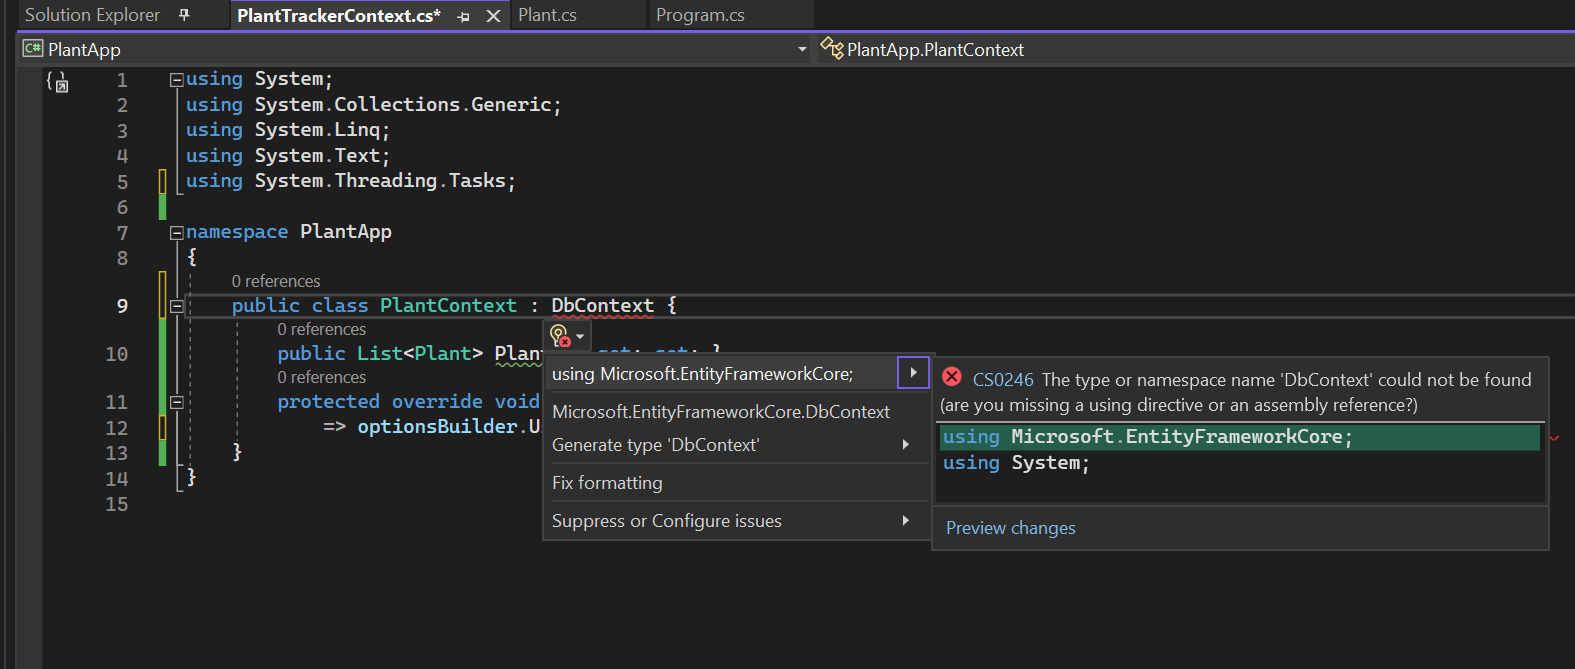 Solution Explorer
PlantTrackerContext.cs*
Plant.cs
Program.cs
C# PlantApp
PlantApp.PlantContext
1 using System;
2 using System.Collections.Generic;
3 using System.Linq;
4 using System.Text;
5 using System.Threading.Tasks;
6
7 namespace PlantApp
8 {
0 references
9 public class PlantContext : DbContext {
0 references
10 public List<Plant>
0 references
11 protected override void
12 => optionsBuilder.
13 }
14 }
15
using Microsoft.EntityFrameworkCore;
Microsoft.EntityFrameworkCore.DbContext
Generate type 'DbContext'
Fix formatting
Suppress or Configure issues
CS0246 The type or namespace name 'DbContext' could not be found
(are you missing a using directive or an assembly reference?)
using Microsoft.EntityFrameworkCore;
using System;
Preview changes